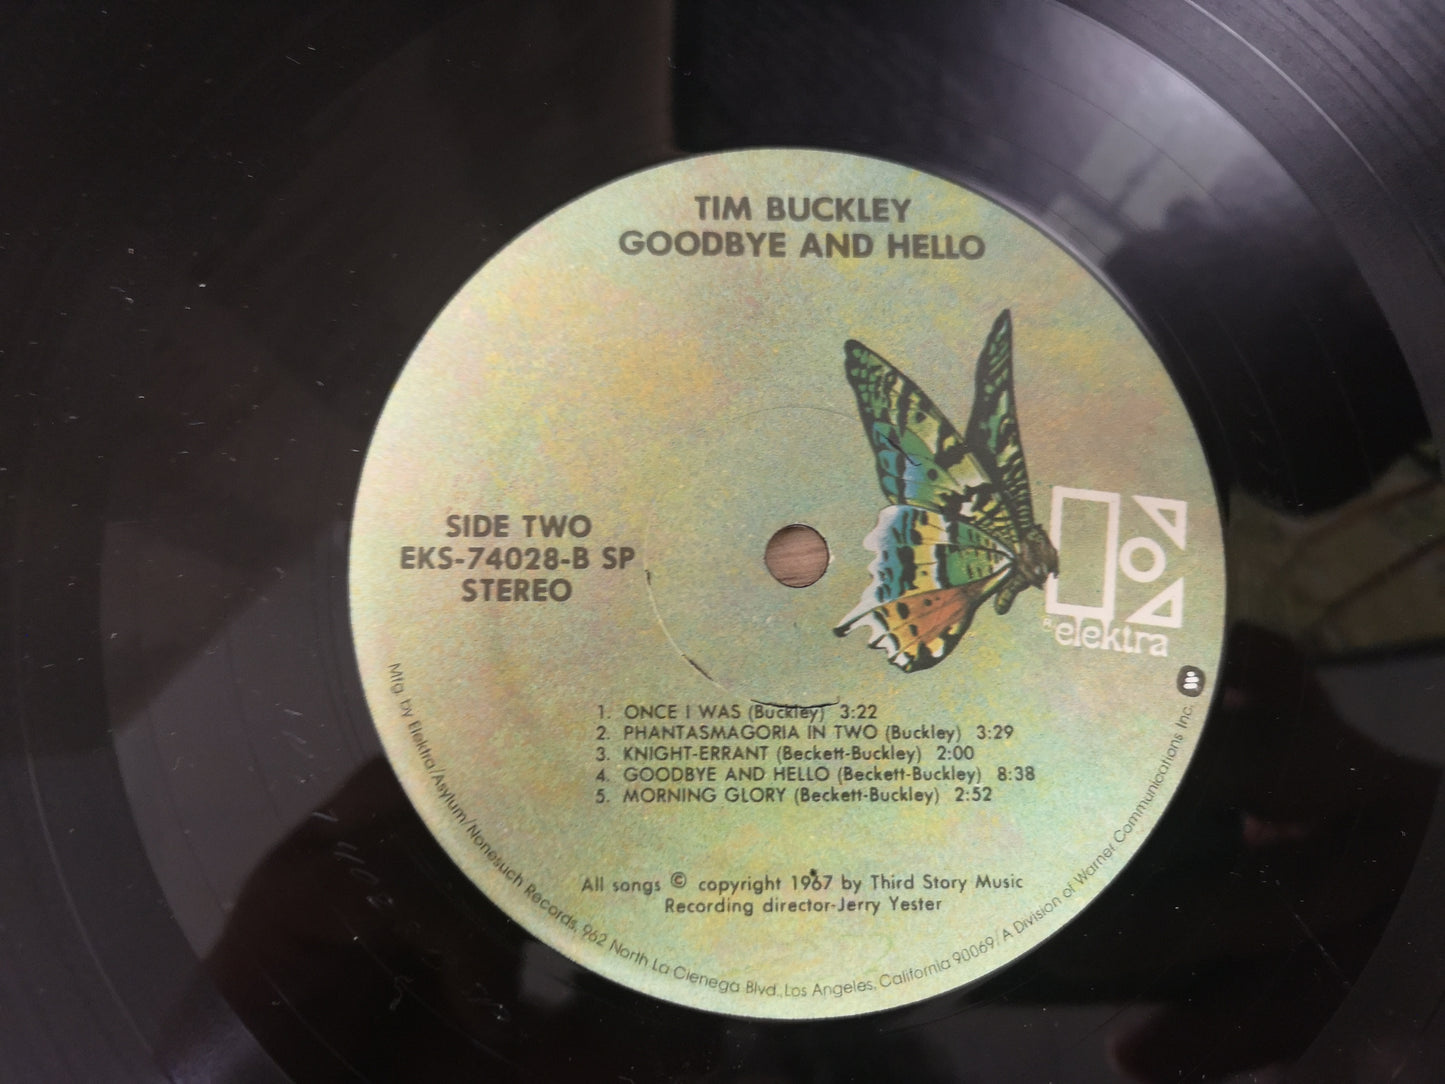 TIM BUCKLEY
GOODBYE AND HELLO
SIDE TWO
EKS-74028-B SP
STEREO
elektra
®
1. ONCE I WAS (Buckley) 3:22
2. PHANTASMAGORIA IN TWO (Buckley) 3:29
3. KNIGHT-ERRANT (Beckett-Buckley) 2:00
4. GOODBYE AND HELLO (Beckett-Buckley) 8:38
5. MORNING GLORY (Beckett-Buckley) 2:52
All songs © copyright 1967 by Third Story Music
Recording director-Jerry Yester
Mfg. by Elektra/Asylum/Nonesuch Records, 962 North La Cienega Blvd., Los Angeles, California 90069/A Division of Warner Communications Inc.